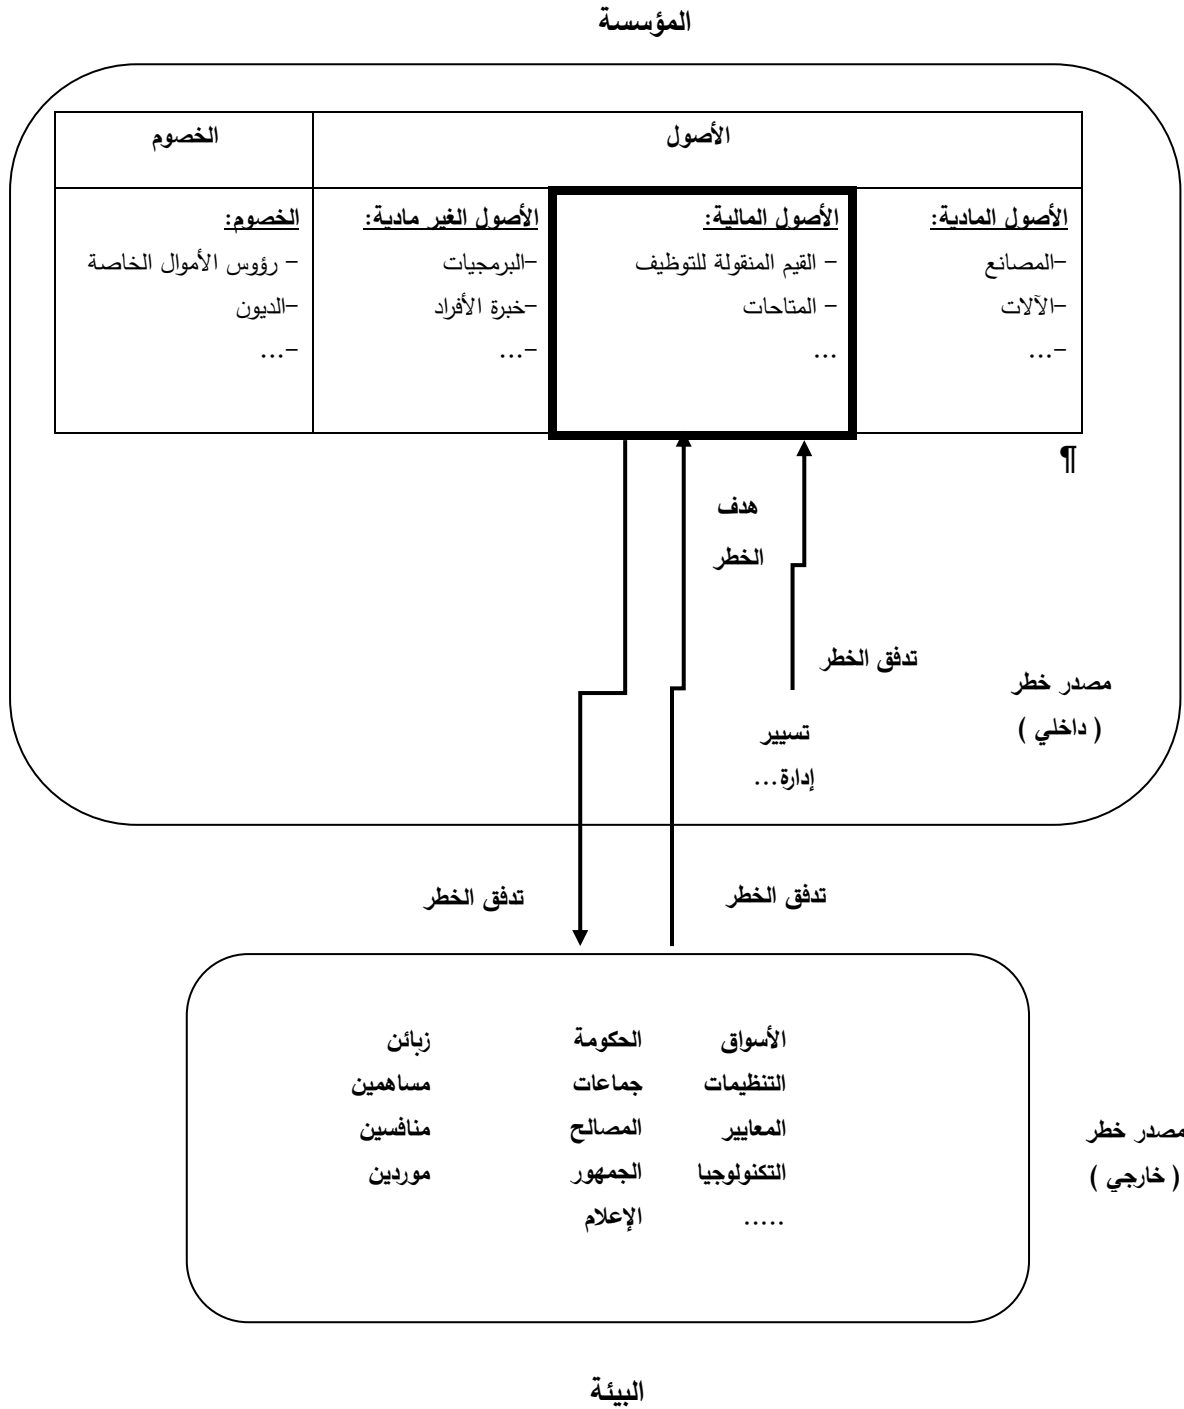 المؤسسة
الأصول
الخصوم
الأصول المادية:
-المصانع
-الآلات
-...
الأصول المالية:
- القيم المنقولة للتوظيف
- المتاحات
...
الأصول الغير مادية:
-البرمجيات
-خبرة الأفراد
-...
الخصوم:
- رؤوس الأموال الخاصة
-الديون
-...
¶
هدف
الخطر
تدفق الخطر
مصدر خطر
( داخلي )
تسيير
إدارة...
تدفق الخطر
تدفق الخطر
الأسواق
التنظيمات
المعايير
التكنولوجيا
.....
الحكومة
جماعات
المصالح
الجمهور
الإعلام
زبائن
مساهمين
منافسين
موردين
مصدر خطر
( خارجي )
البيئة